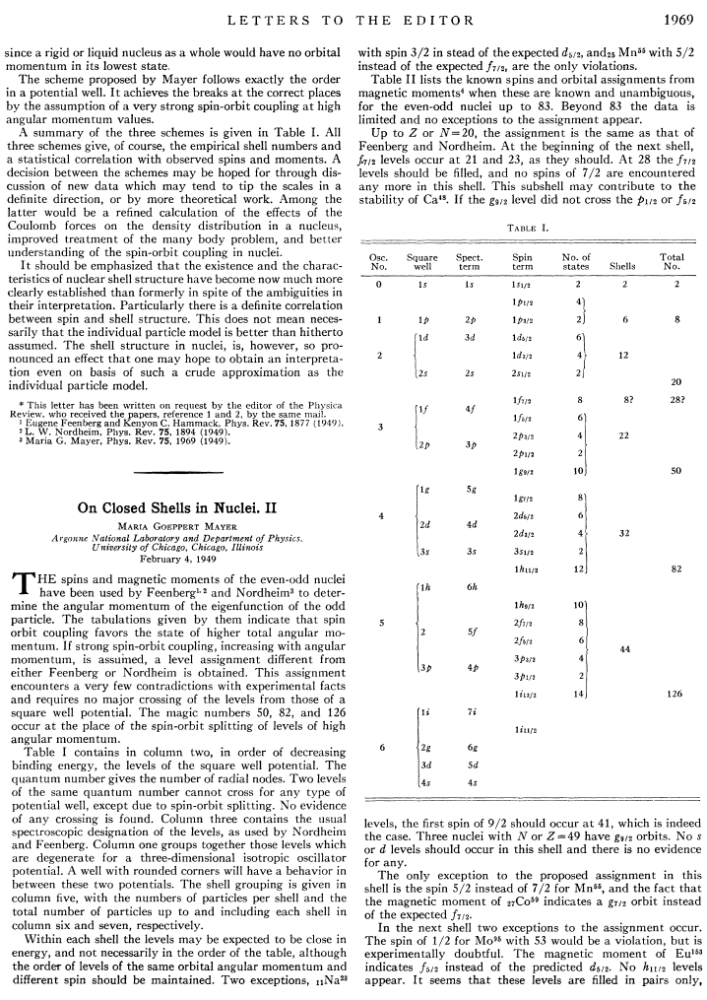 LETTERS TO THE EDITOR 1969
since a rigid or liquid nucleus as a whole would have no orbital
momentum in its lowest state.
The scheme proposed by Mayer follows exactly the order
in a potential well. It achieves the breaks at the correct places
by the assumption of a very strong spin-orbit coupling at high
angular momentum values.
A summary of the three schemes is given in Table I. All
three schemes give, of course, the empirical shell numbers and
a statistical correlation with observed spins and moments. A
decision between the schemes may be hoped for through dis-
cussion of new data which may tend to tip the scales in a
definite direction, or by more theoretical work. Among the
latter would be a refined calculation of the effects of the
Coulomb forces on the density distribution in a nucleus,
improved treatment of the many body problem, and better
understanding of the spin-orbit coupling in nuclei.
It should be emphasized that the existence and the charac-
teristics of nuclear shell structure have become now much more
clearly established than formerly in spite of the ambiguities in
their interpretation. Particularly there is a definite correlation
between spin and shell structure. This does not mean neces-
sarily that the individual particle model is better than hitherto
assumed. The shell structure in nuclei, is, however, so pro-
nounced an effect that one may hope to obtain an interpreta-
tion even on basis of such a crude approximation as the
individual particle model.
* This letter has been written on request by the editor of the Physica
Review, who received the papers, reference 1 and 2, by the same mail.
¹ Eugene Feenberg and Kenyon C. Hammack, Phys. Rev. 75, 1877 (1949).
² L. W. Nordheim, Phys. Rev. 75, 1894 (1949).
³ Maria G. Mayer, Phys. Rev. 75, 1969 (1949).
On Closed Shells in Nuclei. II
MARIA GOEPPERT MAYER
Argonne National Laboratory and Department of Physics,
University of Chicago, Chicago, Illinois
February 4, 1949
THE spins and magnetic moments of the even-odd nuclei
have been used by Feenberg¹,² and Nordheim³ to deter-
mine the angular momentum of the eigenfunction of the odd
particle. The tabulations given by them indicate that spin
orbit coupling favors the state of higher total angular mo-
mentum. If strong spin-orbit coupling, increasing with angular
momentum, is assumed, a level assignment different from
either Feenberg or Nordheim is obtained. This assignment
encounters a very few contradictions with experimental facts
and requires no major crossing of the levels from those of a
square well potential. The magic numbers 50, 82, and 126
occur at the place of the spin-orbit splitting of levels of high
angular momentum.
Table I contains in column two, in order of decreasing
binding energy, the levels of the square well potential. The
quantum number gives the number of radial nodes. Two levels
of the same quantum number cannot cross for any type of
potential well, except due to spin-orbit splitting. No evidence
of any crossing is found. Column three contains the usual
spectroscopic designation of the levels, as used by Nordheim
and Feenberg. Column one groups together those levels which
are degenerate for a three-dimensional isotropic oscillator
potential. A well with rounded corners will have a behavior in
between these two potentials. The shell grouping is given in
column five, with the numbers of particles per shell and the
total number of particles up to and including each shell in
column six and seven, respectively.
Within each shell the levels may be expected to be close in
energy, and not necessarily in the order of the table, although
the order of levels of the same orbital angular momentum and
different spin should be maintained. Two exceptions, ₁₁Na²³
with spin 3/2 in stead of the expected d5/2, and ₂₅Mn⁵⁵ with 5/2
instead of the expected f7/2, are the only violations.
Table II lists the known spins and orbital assignments from
magnetic moments⁴ when these are known and unambiguous,
for the even-odd nuclei up to 83. Beyond 83 the data is
limited and no exceptions to the assignment appear.
Up to Z or N=20, the assignment is the same as that of
Feenberg and Nordheim. At the beginning of the next shell,
f7/2 levels occur at 21 and 23, as they should. At 28 the f7/2
levels should be filled, and no spins of 7/2 are encountered
any more in this shell. This subshell may contribute to the
stability of Ca⁴⁸. If the g9/2 level did not cross the p1/2 or f5/2
TABLE I.
Osc. No. Square well Spect. term Spin term No. of states Shells Total No.
0 1s 1s 1s1/2 2 2 2
1p1/2 4
1 1p 2p 1p3/2 2 6 8
1d 3d 1d5/2 6
2 1d3/2 4 12
2s 2s 2s1/2 2
20
1f7/2 8 8? 28?
1f 4f 1f5/2 6
3 2p3/2 4 22
2p 3p 2p1/2 2
1g9/2 10 50
1g 5g 1g7/2 8
4 2d5/2 6
2d 4d 2d3/2 4 32
3s 3s 3s1/2 2
1h11/2 12 82
1h 6h
1h9/2 10
5 2f7/2 8
2 5f 2f5/2 6
44
3p 4p 3p3/2 4
3p1/2 2
1i13/2 14 126
1i 7i
1i11/2
6 2g 6g
3d 5d
4s 4s
levels, the first spin of 9/2 should occur at 41, which is indeed
the case. Three nuclei with N or Z=49 have g9/2 orbits. No s
or d levels should occur in this shell and there is no evidence
for any.
The only exception to the proposed assignment in this
shell is the spin 5/2 instead of 7/2 for Mn⁵⁵, and the fact that
the magnetic moment of ₂₇Co⁵⁹ indicates a g7/2 orbit instead
of the expected f7/2.
In the next shell two exceptions to the assignment occur.
The spin of 1/2 for Mo⁹⁵ with 53 would be a violation, but is
experimentally doubtful. The magnetic moment of Eu¹⁵³
indicates f5/2 instead of the predicted d5/2. No h11/2 levels
appear. It seems that these levels are filled in pairs only,